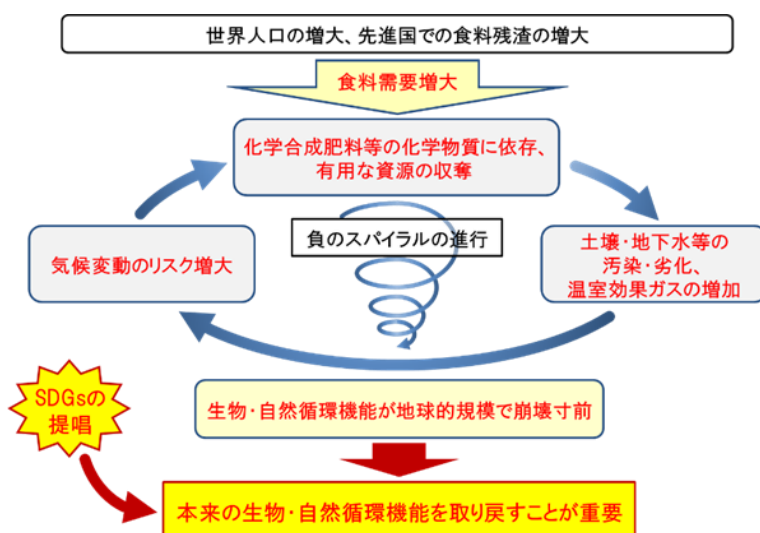 世界人口の増大、先進国での食料残渣の増大
食料需要増大
化学合成肥料等の化学物質に依存、
有用な資源の収奪
負のスパイラルの進行
気候変動のリスク増大
土壌・地下水等の
汚染・劣化、
温室効果ガスの増加
生物・自然循環機能が地球的規模で崩壊寸前
SDGsの
提唱
本来の生物・自然循環機能を取り戻すことが重要